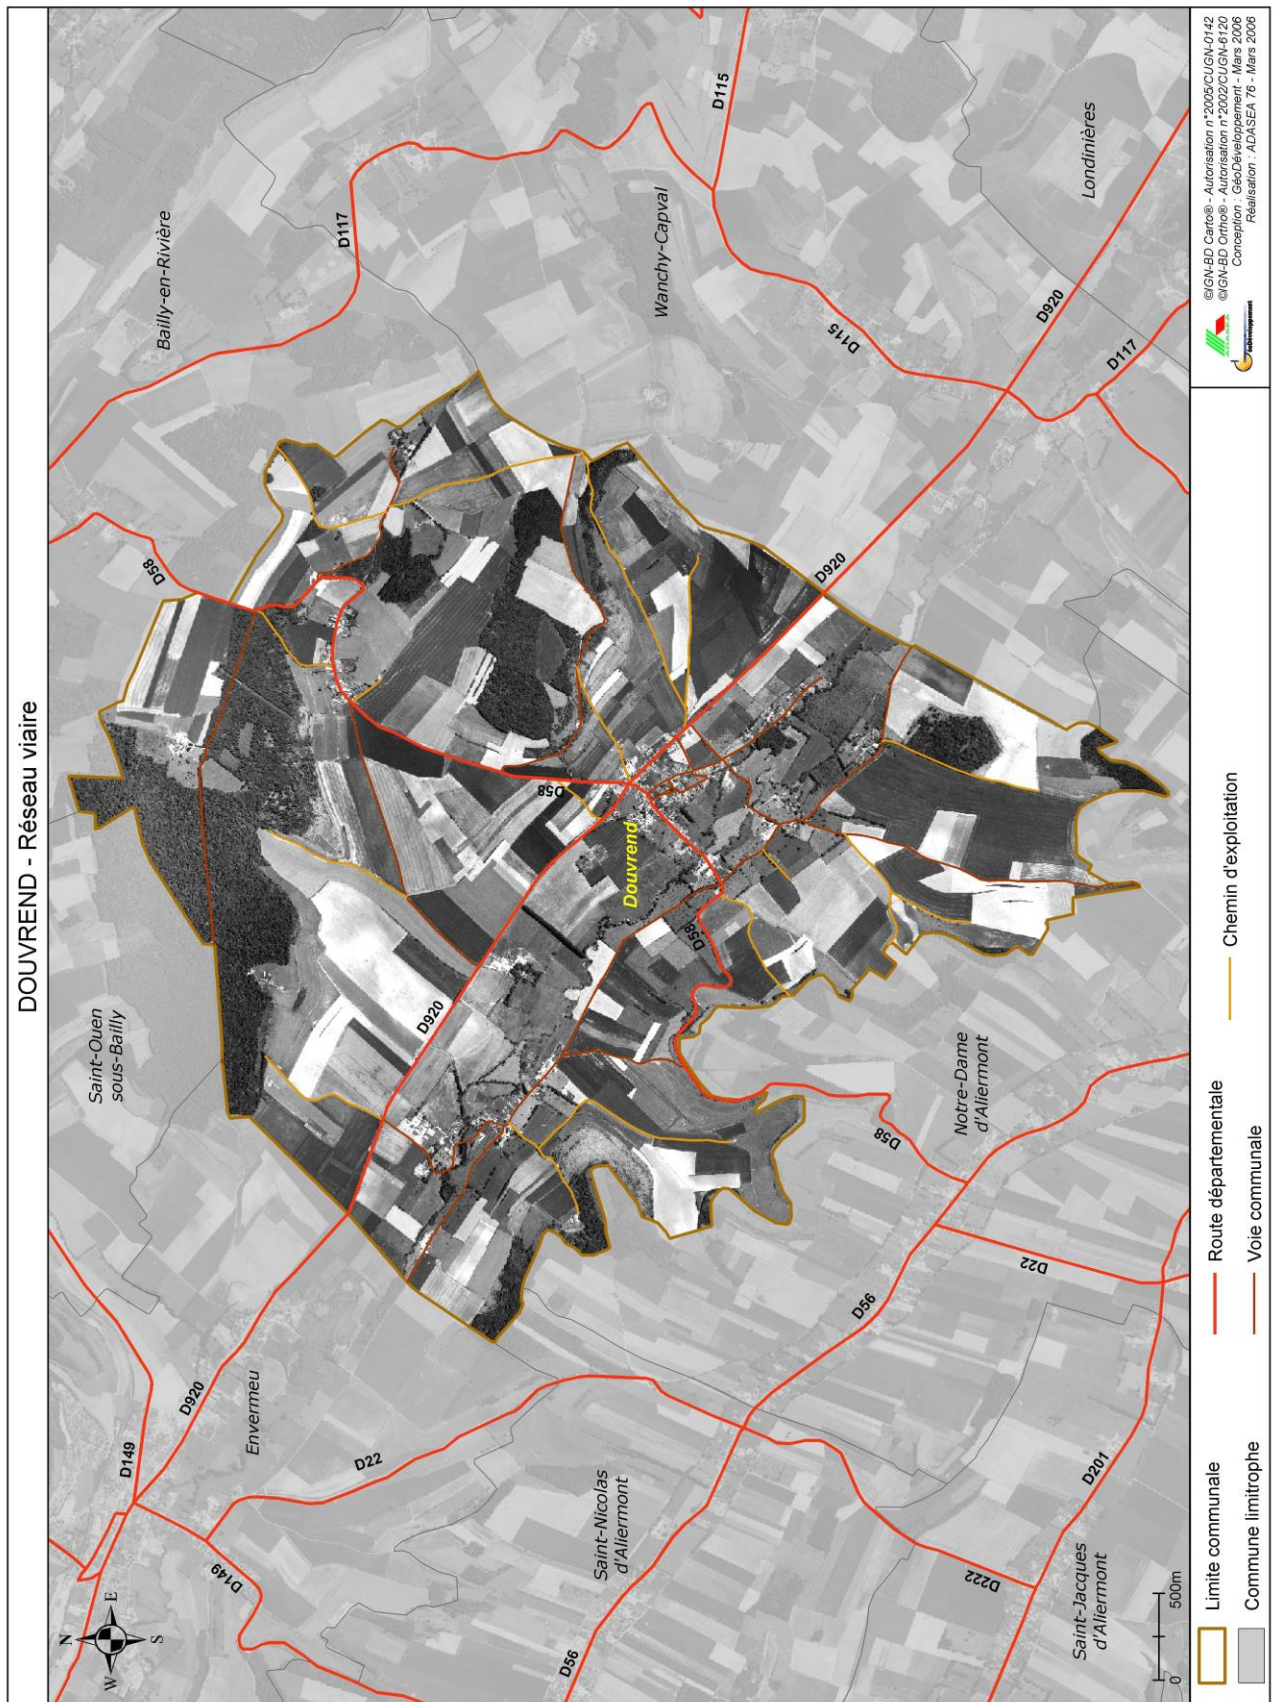 DOUVREND - Réseau viaire
N
W
E
S
D149
D920
Envermeu
D149
D22
Saint-Nicolas
d'Aliermont
D56
Saint-Jacques
d'Aliermont
D222
D201
0
500m
Saint-Ouen
sous-Bailly
D920
D56
D22
D58
Notre-Dame
d'Aliermont
D58
Douvrend
D58
D58
D920
Bailly-en-Rivière
D117
Wanchy-Capval
D115
D115
D920
D117
Londinières
Limite communale
Commune limitrophe
Route départementale
Voie communale
Chemin d'exploitation
ADASEA
GéoDéveloppement
©IGN-BD Carto® - Autorisation n°2005/CUGN-0142
©IGN-BD Ortho® - Autorisation n°2002/CUGN-6120
Conception : GéoDéveloppement - Mars 2006
Réalisation : ADASEA 76 - Mars 2006